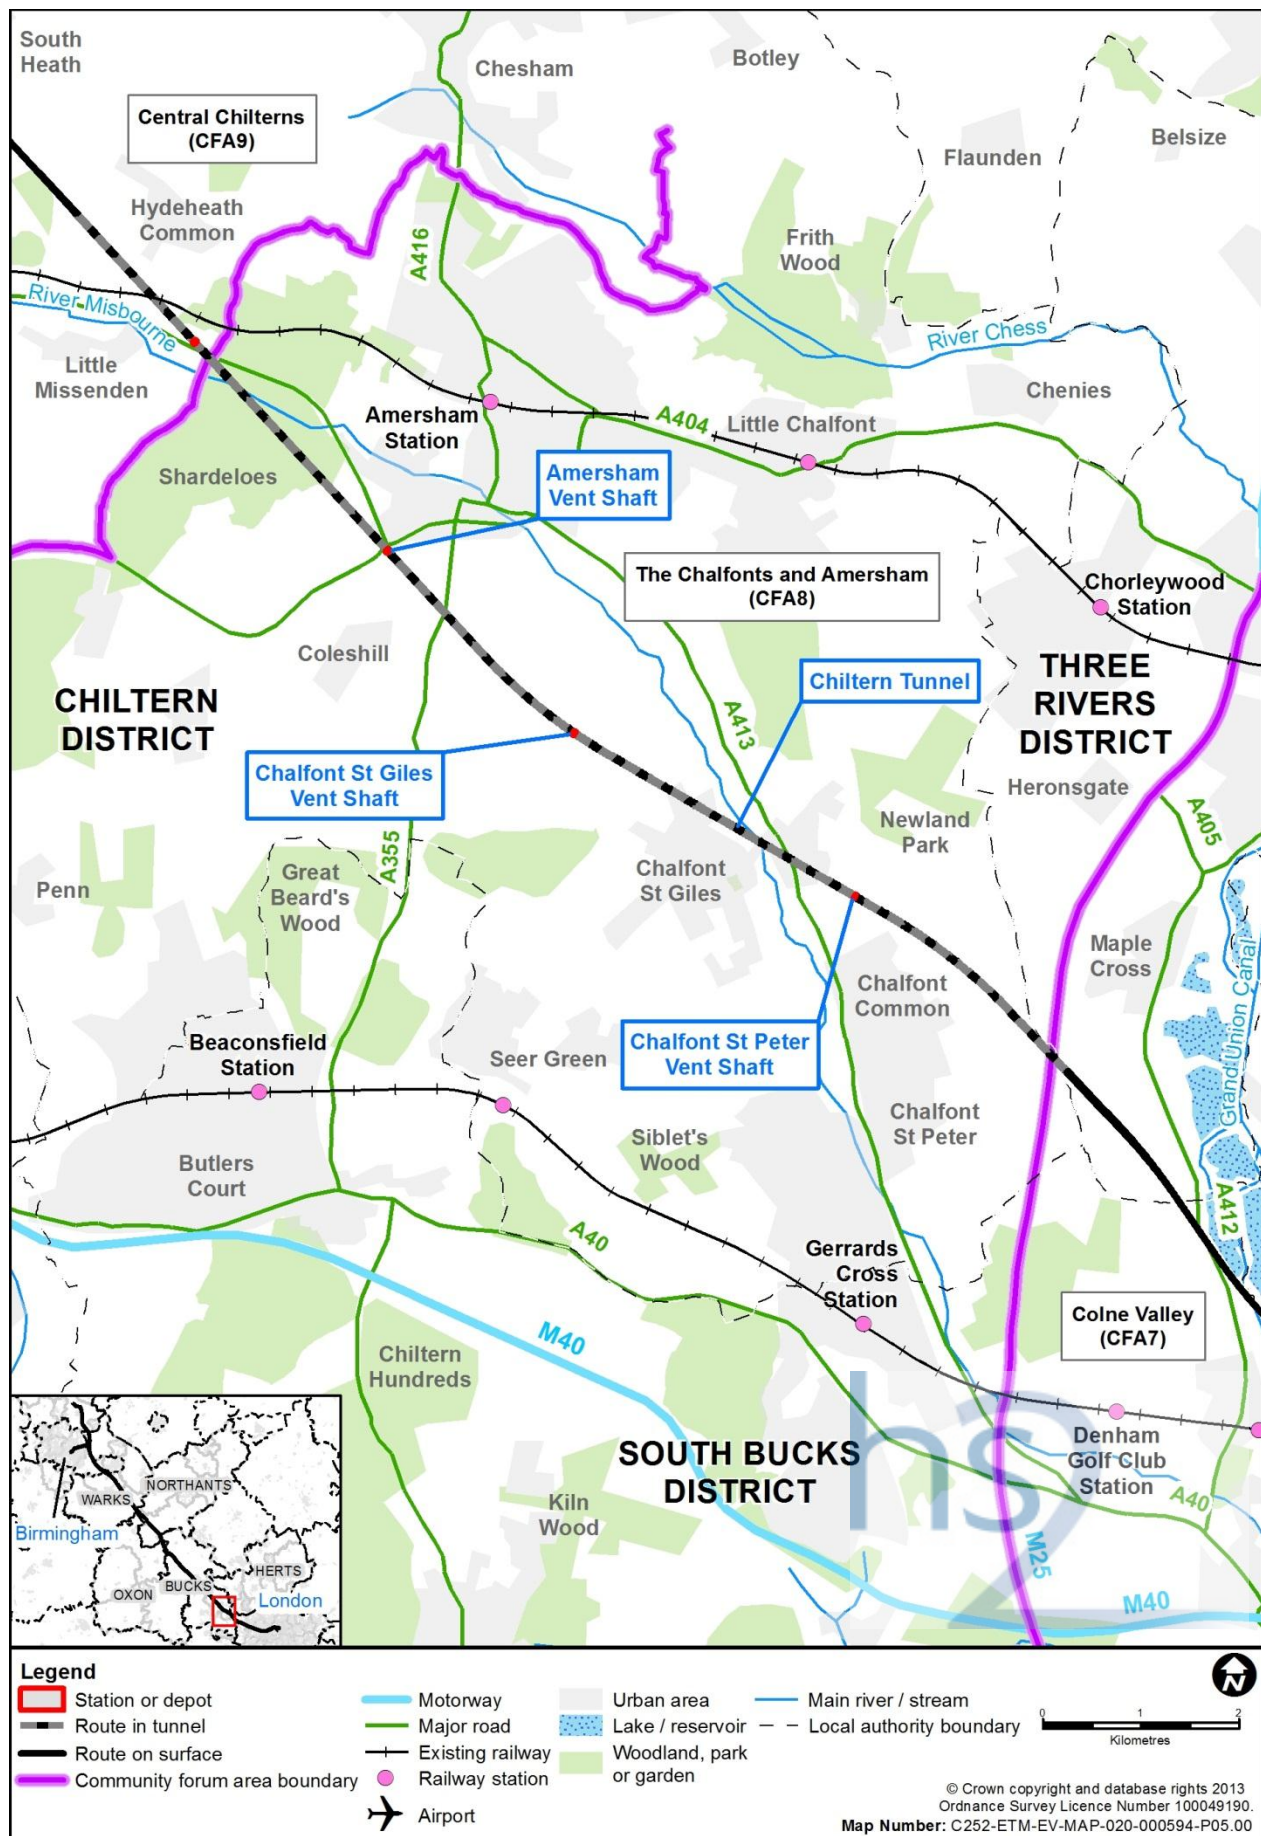 South
Heath
Chesham
Botley
Central Chilterns
(CFA9)
Belsize
Flaunden
Hydeheath
Common
A416
Frith
Wood
River Misbourne
River Chess
Little
Missenden
Chenies
Amersham
Station
A404
Little Chalfont
Shardeloes
Amersham
Vent Shaft
The Chalfonts and Amersham
(CFA8)
Chorleywood
Station
Coleshill
THREE
RIVERS
DISTRICT
Chiltern Tunnel
CHILTERN
DISTRICT
A413
Chalfont St Giles
Vent Shaft
Heronsgate
A405
Newland
Park
A355
Great
Beard's
Wood
Chalfont
St Giles
Penn
Maple
Cross
Chalfont
Common
Grand Union Canal
Beaconsfield
Station
Seer Green
Chalfont St Peter
Vent Shaft
Chalfont
St Peter
Siblet's
Wood
Butlers
Court
A412
A40
Gerrards
Cross
Station
Colne Valley
(CFA7)
M40
Chiltern
Hundreds
hs2
SOUTH BUCKS
DISTRICT
Denham
Golf Club
Station
A40
Kiln
Wood
M25
M40
NORTHANTS
WARKS
Birmingham
HERTS
BUCKS
OXON
London
Legend
Station or depot
Route in tunnel
Route on surface
Community forum area boundary
Motorway
Major road
Existing railway
Railway station
Airport
Urban area
Lake / reservoir
Woodland, park
or garden
Main river / stream
Local authority boundary
N
0 1 2
Kilometres
© Crown copyright and database rights 2013
Ordnance Survey Licence Number 100049190.
Map Number: C252-ETM-EV-MAP-020-000594-P05.00